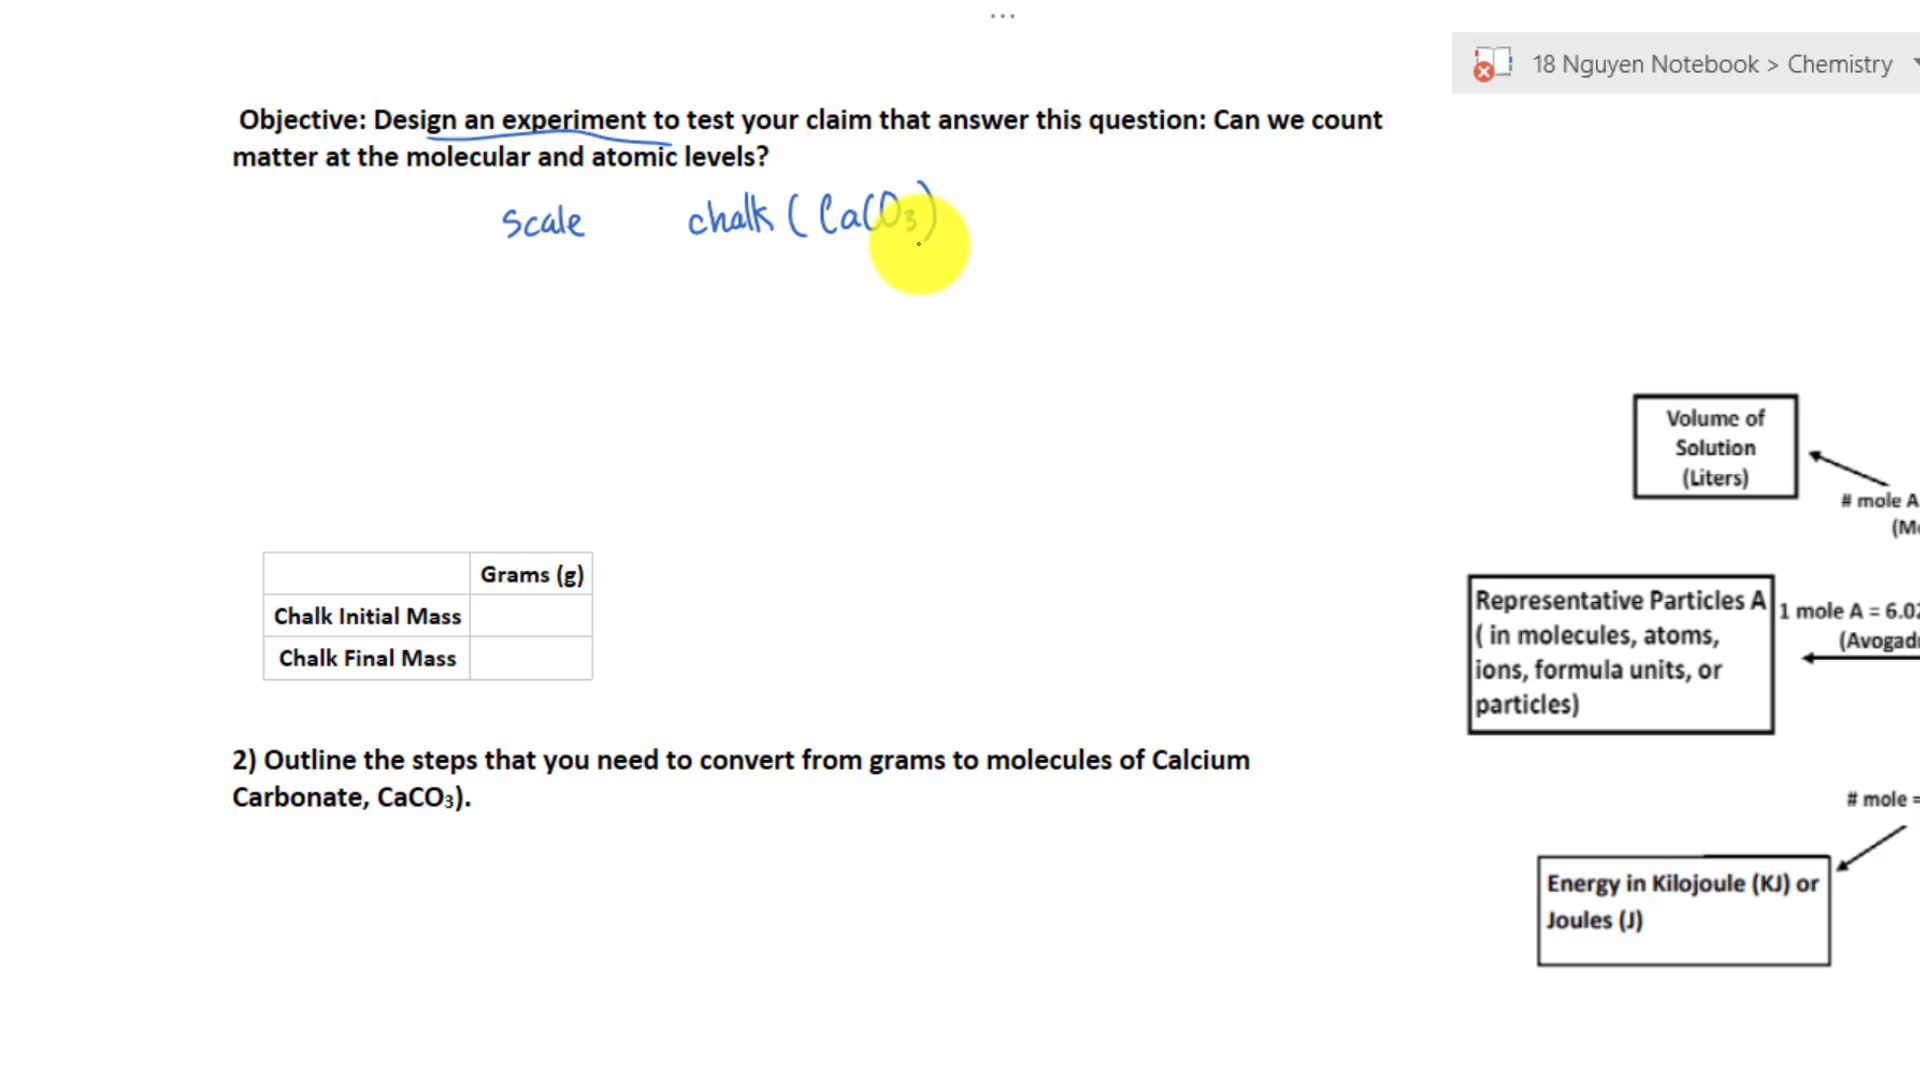 ...
18 Nguyen Notebook > Chemistry
Objective: Design an experiment to test your claim that answer this question: Can we count
matter at the molecular and atomic levels?
scale chalk (CaCO3)
Volume of
Solution
(Liters)
# mole A
Grams (g)
Chalk Initial Mass
Chalk Final Mass
Representative Particles A
( in molecules, atoms,
ions, formula units, or
particles)
1 mole A = 6.02
2) Outline the steps that you need to convert from grams to molecules of Calcium
Carbonate, CaCO₃).
# mole =
Energy in Kilojoule (KJ) or
Joules (J)